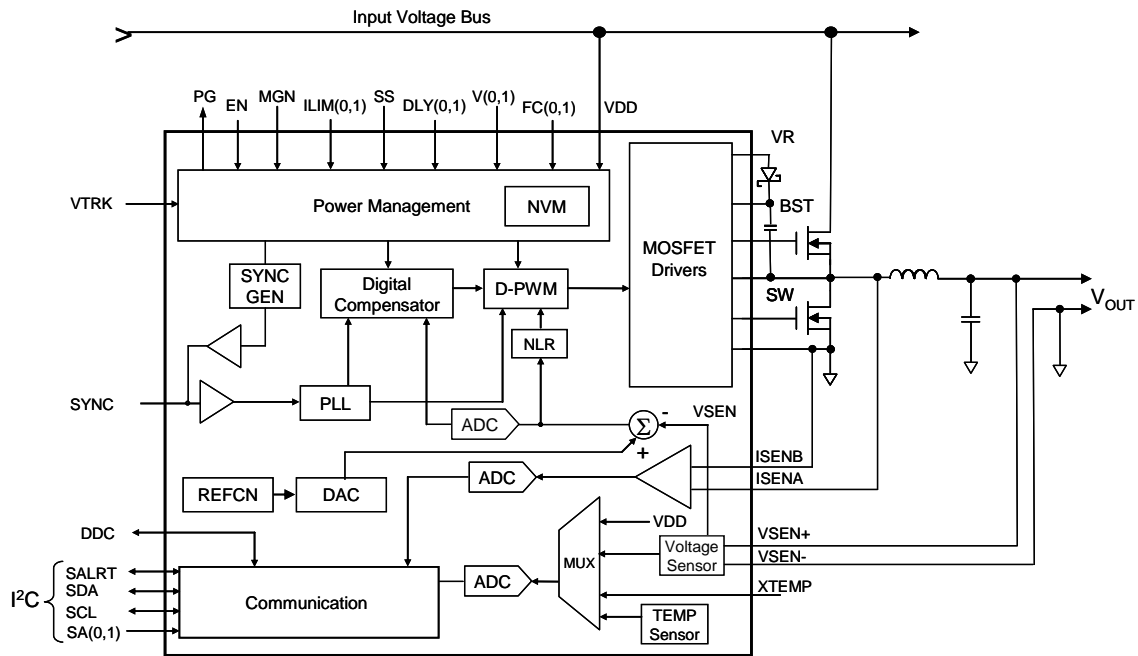 Input Voltage Bus
PG
EN
MGN
ILIM(0,1)
SS
DLY(0,1)
V(0,1)
FC(0,1)
VDD
VR
VTRK
Power Management
NVM
BST
MOSFET
Drivers
SYNC
GEN
Digital
Compensator
D-PWM
SW
VOUT
NLR
SYNC
PLL
ADC
Σ
-
+
VSEN
ISENB
ISENA
REFCN
DAC
ADC
DDC
VDD
VSEN+
VSEN-
Voltage
Sensor
MUX
I2C
SALRT
SDA
SCL
SA(0,1)
Communication
ADC
XTEMP
TEMP
Sensor